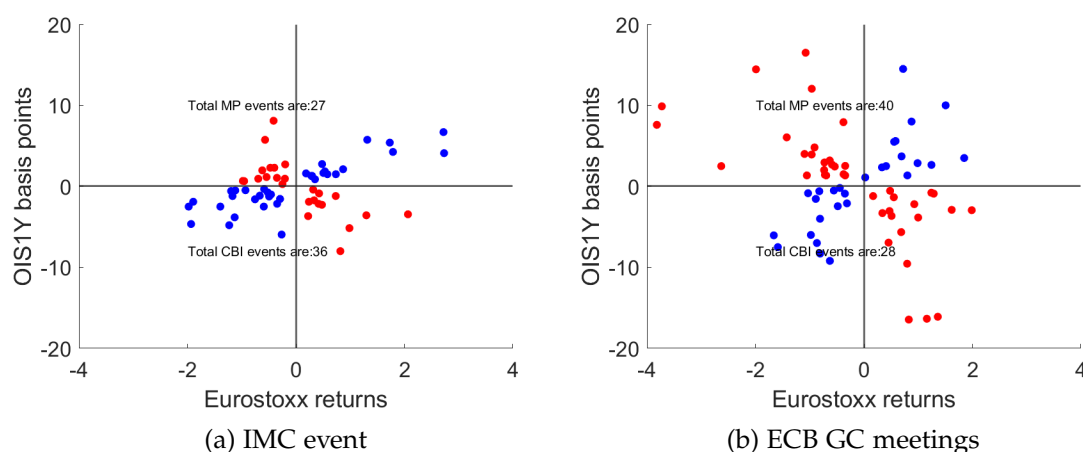 20
10
0
-10
-20
OIS1Y basis points
Total MP events are:27
Total CBI events are:36
-4
-2
0
2
4
Eurostoxx returns
(a) IMC event
20
10
0
-10
-20
OIS1Y basis points
Total MP events are:40
Total CBI events are:28
-4
-2
0
2
4
Eurostoxx returns
(b) ECB GC meetings